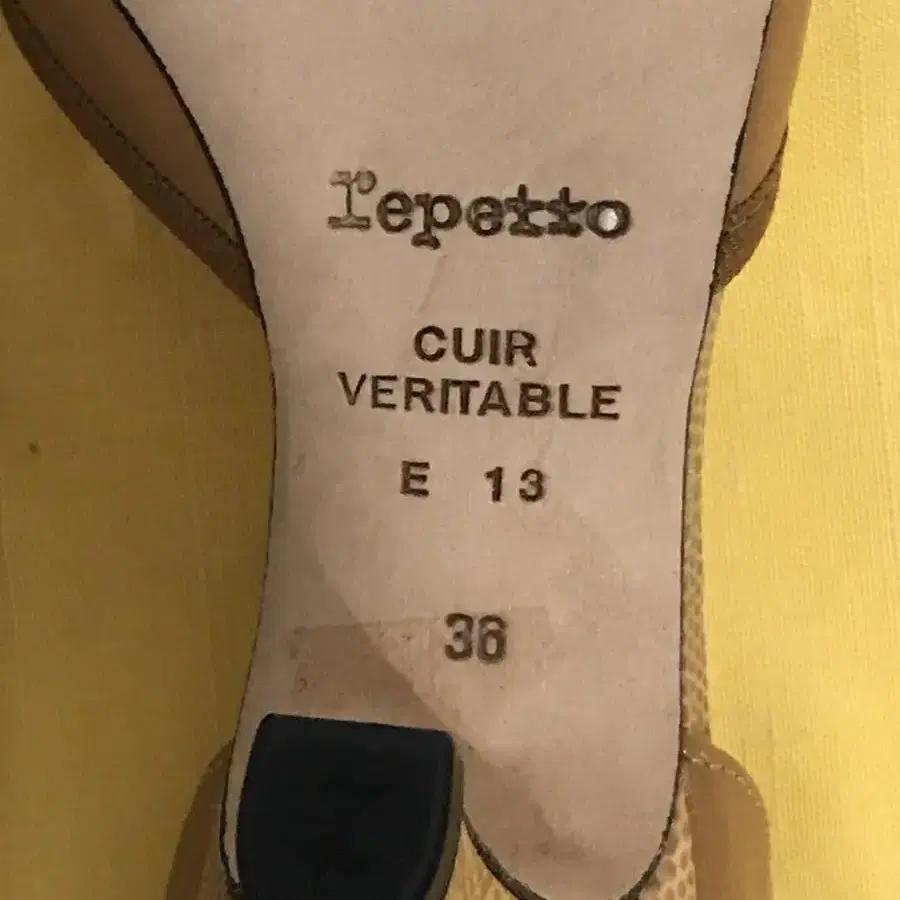 repetto
CUIR
VERITABLE
E 13
36